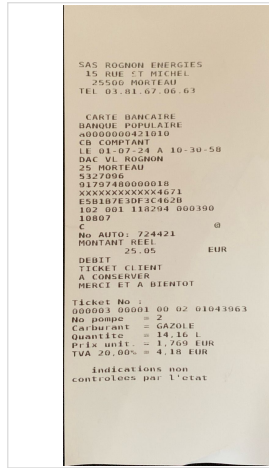 SAS ROGNON ENERGIES
15 RUE ST MICHEL
25500 MORTEAU
TEL 03.81.67.06.63
CARTE BANCAIRE
BANQUE POPULAIRE
a0000000421010
CB COMPTANT
LE 01-07-24 A 10-30-58
DAC VL ROGNON
25 MORTEAU
5327096
91797480000018
XXXXXXXXXXXX4671
E5B1B7E3DF3C462B
102 001 118294 000390
10807
C @
No AUTO: 724421
MONTANT REEL
25.05 EUR
DEBIT
TICKET CLIENT
A CONSERVER
MERCI ET A BIENTOT
Ticket No :
000003 00001 00 02 01043963
No pompe = 2
Carburant = GAZOLE
Quantite = 14,16 L
Prix unit. = 1,769 EUR
TVA 20,00% = 4,18 EUR
indications non
controlees par l'etat